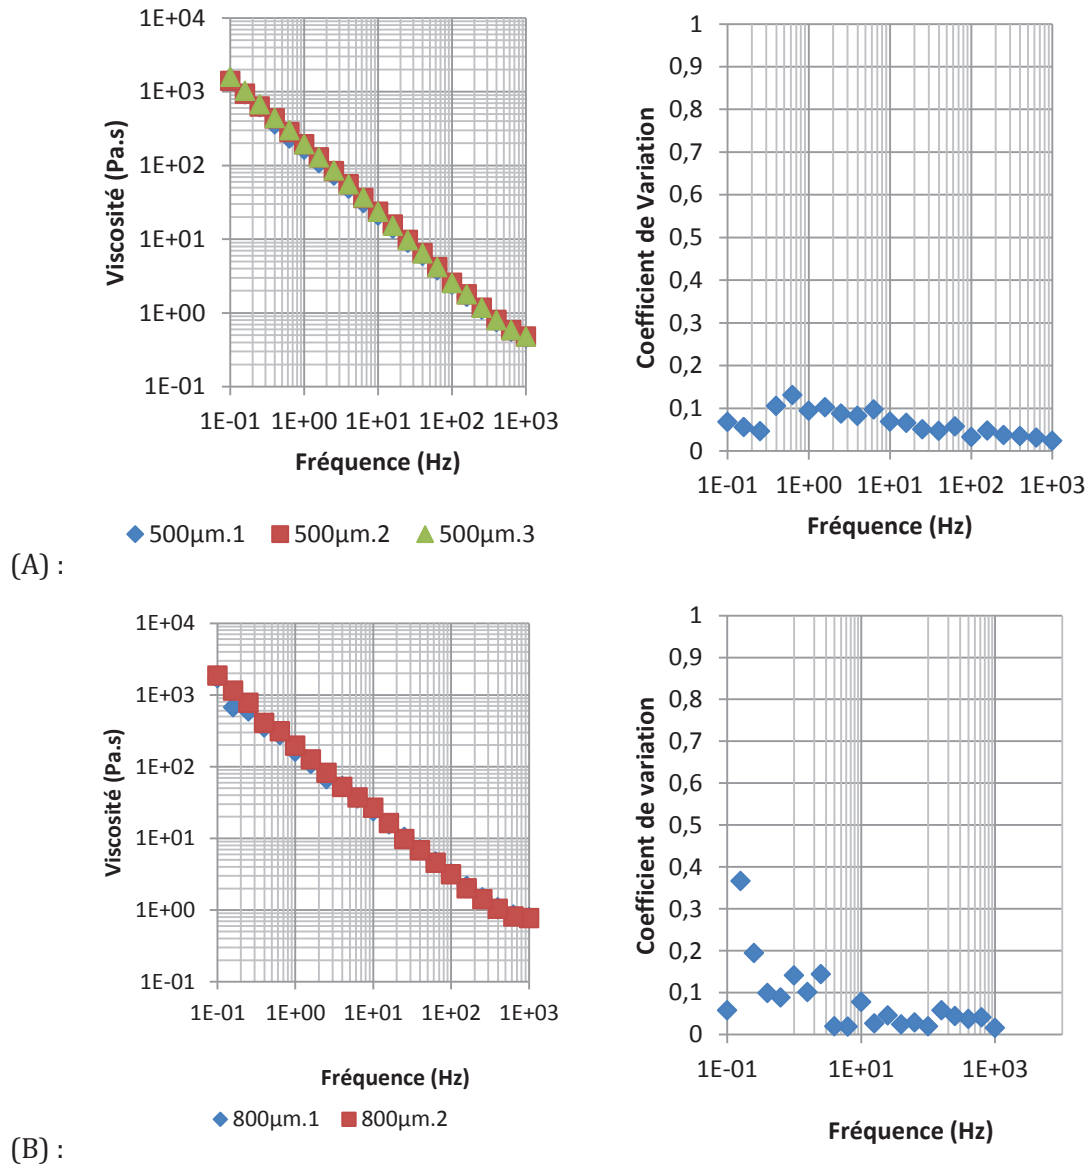 1E+04
1E+03
1E+02
1E+01
1E+00
1E-01
Viscosité (Pa.s)
1E-01 1E+00 1E+01 1E+02 1E+03
Fréquence (Hz)
500µm.1 500µm.2 500µm.3
1
0,9
0,8
0,7
0,6
0,5
0,4
0,3
0,2
0,1
0
Coefficient de Variation
1E-01 1E+00 1E+01 1E+02 1E+03
Fréquence (Hz)
(A) :
1E+04
1E+03
1E+02
1E+01
1E+00
1E-01
Viscosité (Pa.s)
1E-01 1E+00 1E+01 1E+02 1E+03
Fréquence (Hz)
800µm.1 800µm.2
1
0,9
0,8
0,7
0,6
0,5
0,4
0,3
0,2
0,1
0
Coefficient de variation
1E-01 1E+01 1E+03
Fréquence (Hz)
(B) :